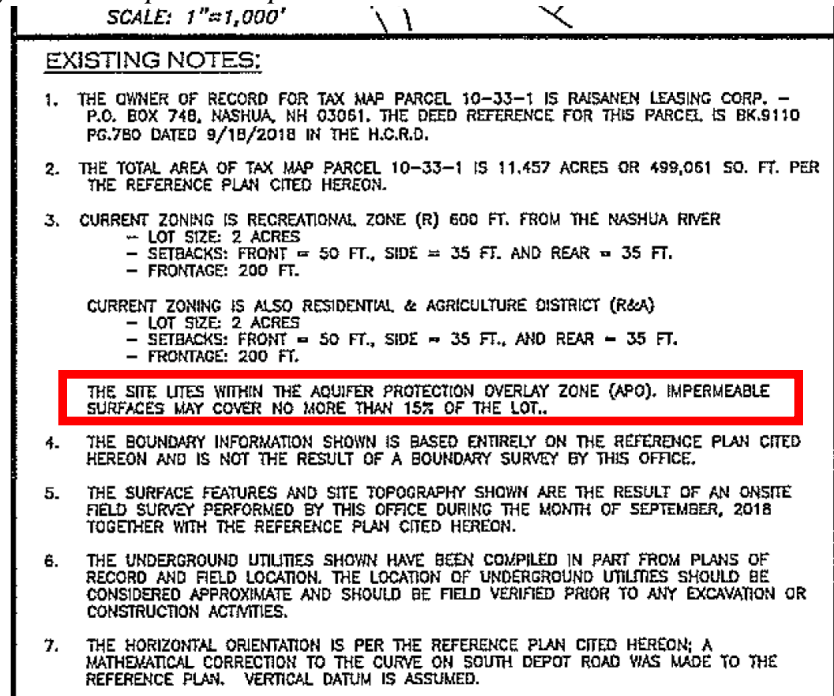 SCALE: 1"=1,000'
EXISTING NOTES:
1. THE OWNER OF RECORD FOR TAX MAP PARCEL 10-33-1 IS RAISANEN LEASING CORP. -
P.O. BOX 748, NASHUA, NH 03061. THE DEED REFERENCE FOR THIS PARCEL IS BK.9110
PG.780 DATED 9/18/2018 IN THE H.C.R.D.
2. THE TOTAL AREA OF TAX MAP PARCEL 10-33-1 IS 11.457 ACRES OR 499,061 SQ. FT. PER
THE REFERENCE PLAN CITED HEREON.
3. CURRENT ZONING IS RECREATIONAL ZONE (R) 600 FT. FROM THE NASHUA RIVER
- LOT SIZE: 2 ACRES
- SETBACKS: FRONT = 50 FT., SIDE = 35 FT. AND REAR = 35 FT.
- FRONTAGE: 200 FT.
CURRENT ZONING IS ALSO RESIDENTIAL & AGRICULTURE DISTRICT (R&A)
- LOT SIZE: 2 ACRES
- SETBACKS: FRONT = 50 FT., SIDE = 35 FT., AND REAR = 35 FT.
- FRONTAGE: 200 FT.
THE SITE LITES WITHIN THE AQUIFER PROTECTION OVERLAY ZONE (APO). IMPERMEABLE
SURFACES MAY COVER NO MORE THAN 15% OF THE LOT..
4. THE BOUNDARY INFORMATION SHOWN IS BASED ENTIRELY ON THE REFERENCE PLAN CITED
HEREON AND IS NOT THE RESULT OF A BOUNDARY SURVEY BY THIS OFFICE.
5. THE SURFACE FEATURES AND SITE TOPOGRAPHY SHOWN ARE THE RESULT OF AN ONSITE
FIELD SURVEY PERFORMED BY THIS OFFICE DURING THE MONTH OF SEPTEMBER, 2018
TOGETHER WITH THE REFERENCE PLAN CITED HEREON.
6. THE UNDERGROUND UTILITIES SHOWN HAVE BEEN COMPILED IN PART FROM PLANS OF
RECORD AND FIELD LOCATION. THE LOCATION OF UNDERGROUND UTILITIES SHOULD BE
CONSIDERED APPROXIMATE AND SHOULD BE FIELD VERIFIED PRIOR TO ANY EXCAVATION OR
CONSTRUCTION ACTIVITIES.
7. THE HORIZONTAL ORIENTATION IS PER THE REFERENCE PLAN CITED HEREON; A
MATHEMATICAL CORRECTION TO THE CURVE ON SOUTH DEPOT ROAD WAS MADE TO THE
REFERENCE PLAN. VERTICAL DATUM IS ASSUMED.